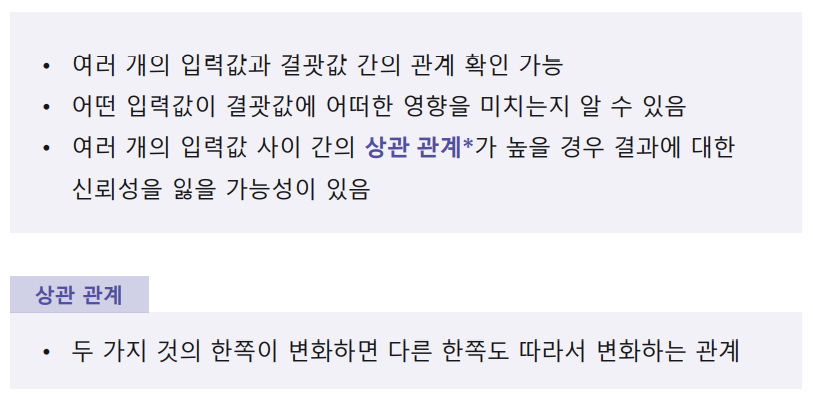 • 여러 개의 입력값과 결괏값 간의 관계 확인 가능
• 어떤 입력값이 결괏값에 어떠한 영향을 미치는지 알 수 있음
• 여러 개의 입력값 사이 간의 상관 관계*가 높을 경우 결과에 대한
신뢰성을 잃을 가능성이 있음
상관 관계
• 두 가지 것의 한쪽이 변화하면 다른 한쪽도 따라서 변화하는 관계